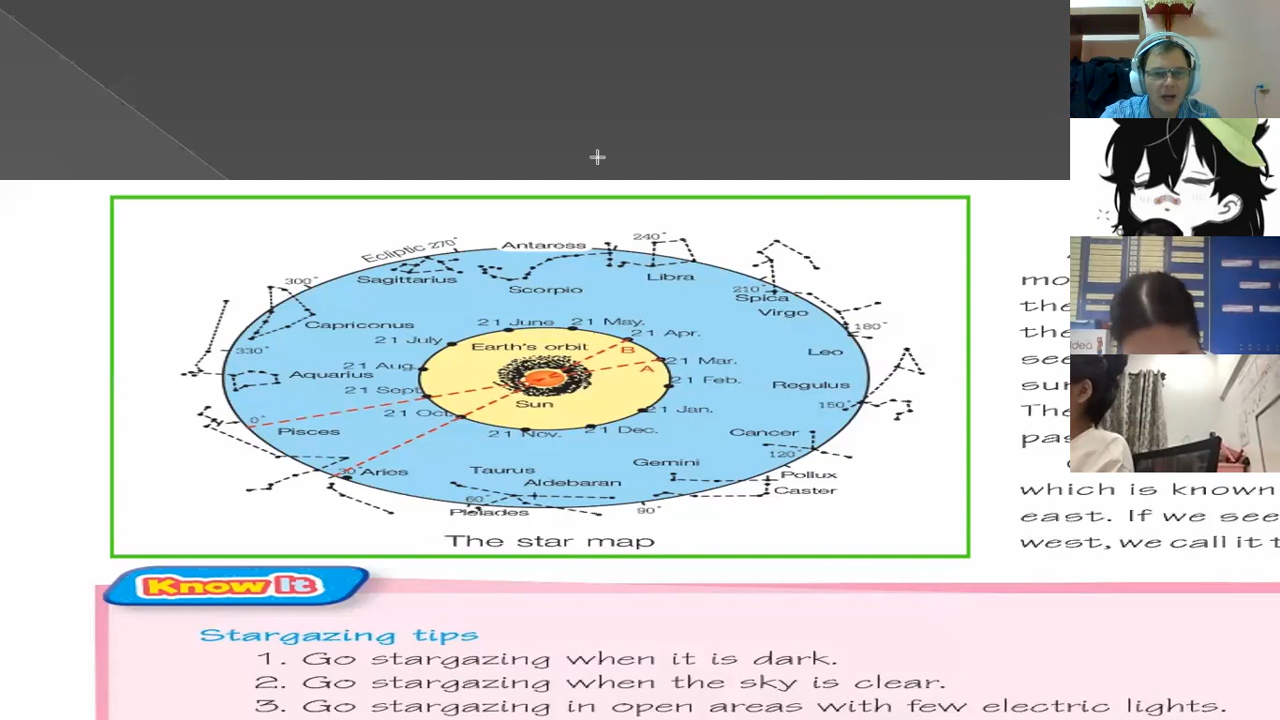 Ecliptic 270°
Antaress
240°
Sagittarius
Scorpio
Libra
300°
210°
Spica
Virgo
Capriconus
21 June
21 May.
180°
21 July
Earth's orbit
21 Apr.
B
330°
Leo
Aquarius
21 Aug.
21 Mar.
A
21 Sept
Sun
21 Feb.
Regulus
0°
21 Oct.
21 Jan.
150°
Pisces
21 Nov.
21 Dec.
Cancer
30
Aries
Taurus
Gemini
120°
Aldebaran
Pollux
60°
Caster
Pleiades
90°
The star map
mo
the
the
see
sur
The
pas
which is known
east. If we see
west, we call it t
Know It
Stargazing tips
1. Go stargazing when it is dark.
2. Go stargazing when the sky is clear.
3. Go stargazing in open areas with few electric lights.
idea